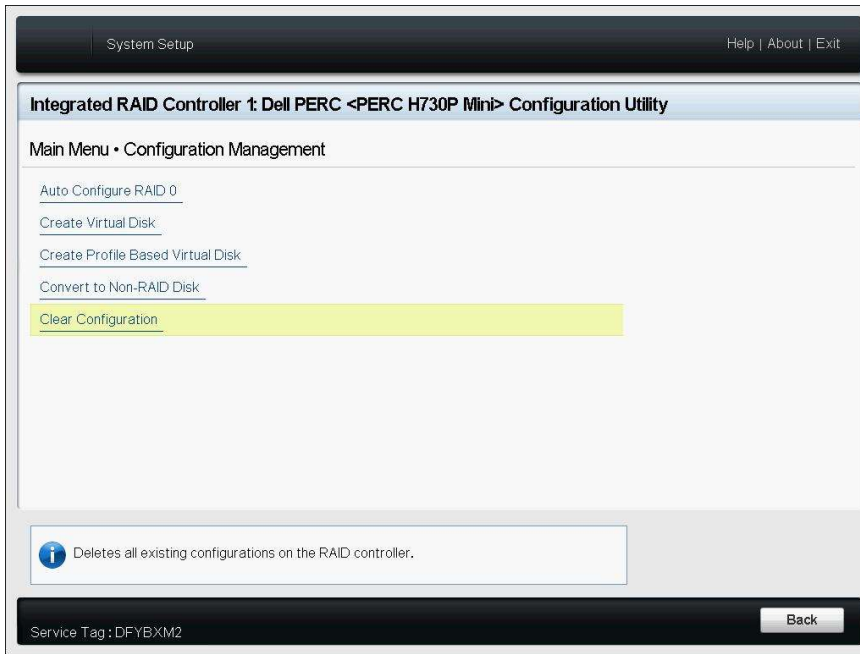 System Setup
Help | About | Exit
Integrated RAID Controller 1: Dell PERC <PERC H730P Mini> Configuration Utility
Main Menu • Configuration Management
Auto Configure RAID 0
Create Virtual Disk
Create Profile Based Virtual Disk
Convert to Non-RAID Disk
Clear Configuration
Deletes all existing configurations on the RAID controller.
Back
Service Tag : DFYBXM2